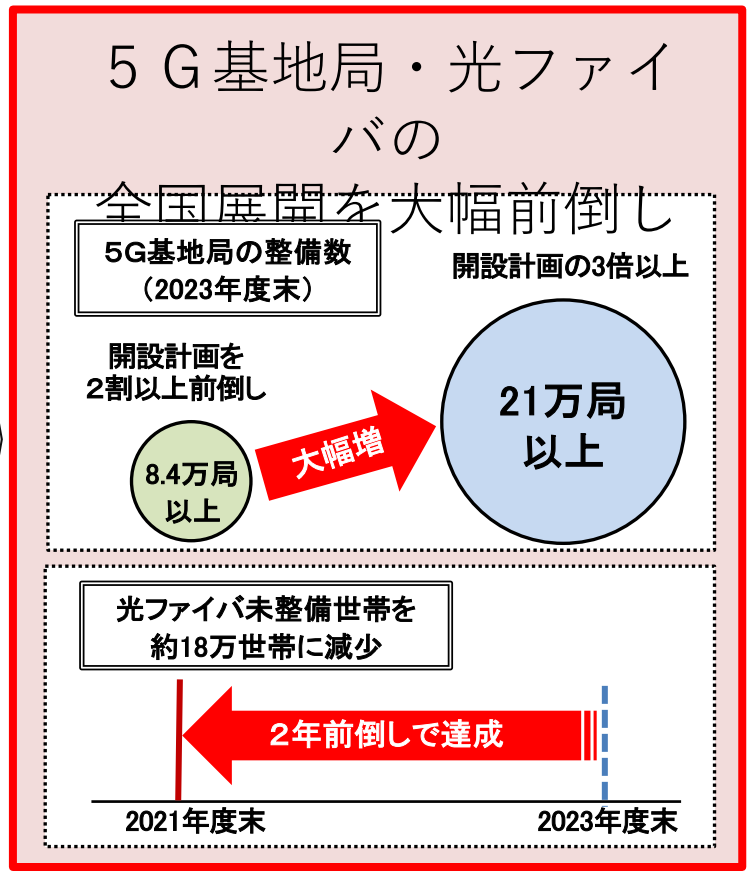 ５Ｇ基地局・光ファイ
バの
全国展開を大幅前倒し
５Ｇ基地局の整備数
（2023年度末）
開設計画の3倍以上
開設計画を
２割以上前倒し
8.4万局
以上
大幅増
21万局
以上
光ファイバ未整備世帯を
約18万世帯に減少
２年前倒しで達成
2021年度末
2023年度末